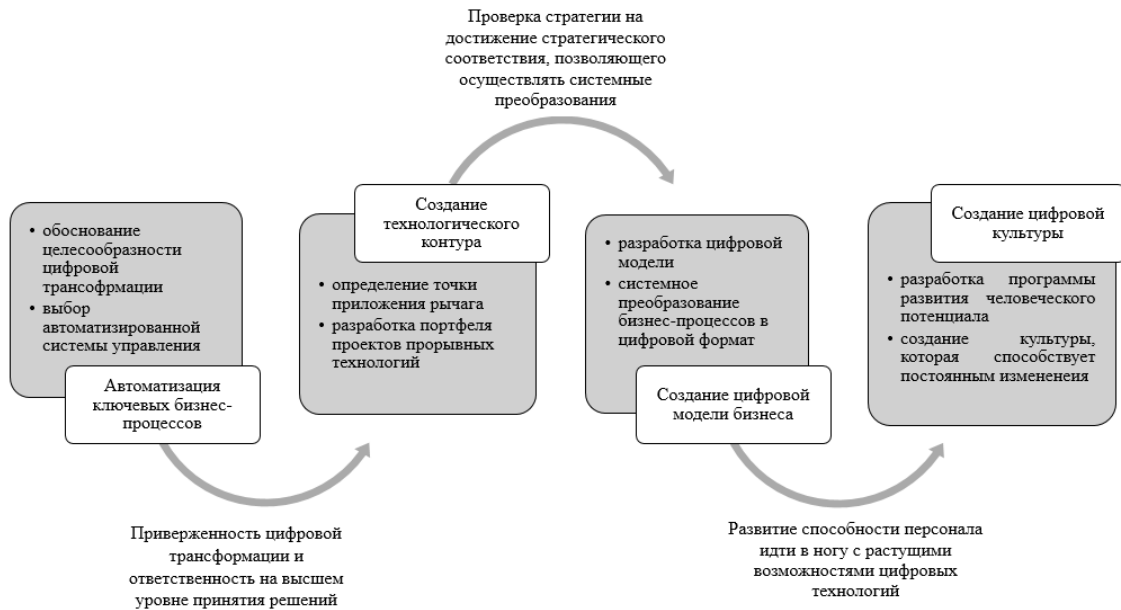 Проверка стратегии на
достижение стратегического
соответствия, позволяющего
осуществлять системные
преобразования
• обоснование
целесообразности
цифровой
трансофрмации
• выбор
автоматизированной
системы управления
Автоматизация
ключевых бизнес-
процессов
Создание
технологического
контура
• определение точки
приложения рычага
• разработка портфеля
проектов прорывных
технологий
• разработка цифровой
модели
• системное
преобразование
бизнес-процессов в
цифровой формат
Создание цифровой
модели бизнеса
Создание цифровой
культуры
• разработка программы
развития человеческого
потенциала
• создание культуры,
которая способствует
постоянным измененеия
Приверженность цифровой
трансформации и
ответственность на высшем
уровне принятия решений
Развитие способности персонала
идти в ногу с растущими
возможностями цифровых
технологий